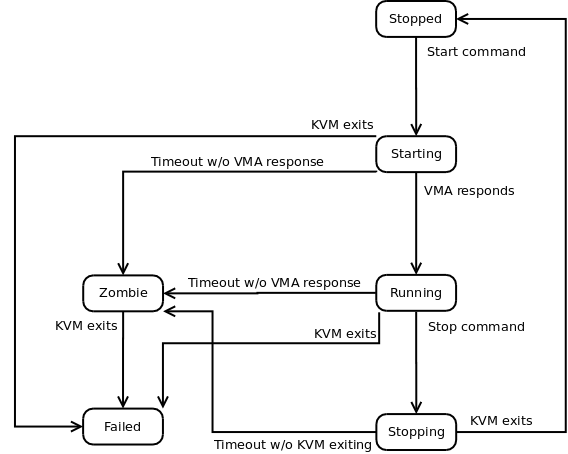 Stopped
Start command
KVM exits
Starting
Timeout w/o VMA response
VMA responds
Timeout w/o VMA response
Zombie
Running
KVM exits
KVM exits
Stop command
KVM exits
Failed
Stopping
Timeout w/o KVM exiting